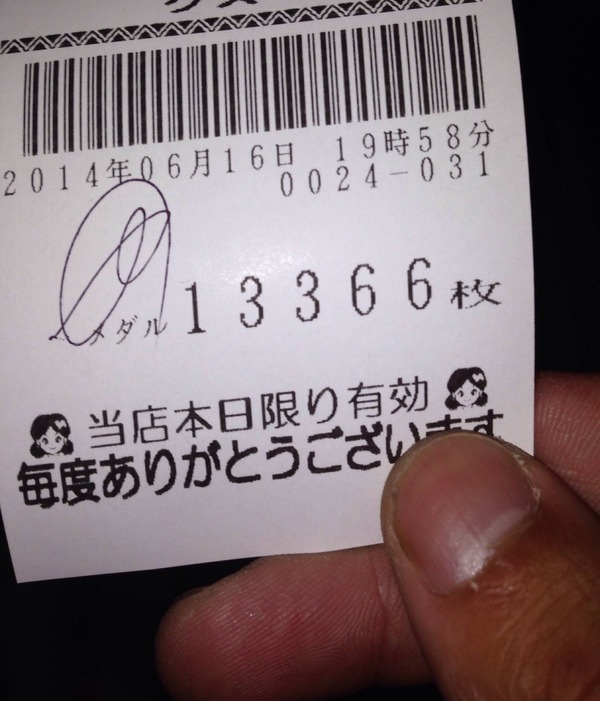 2014年06月16日 19時58分
0024-031
メダル 13366枚
当店本日限り有効
毎度ありがとうございます